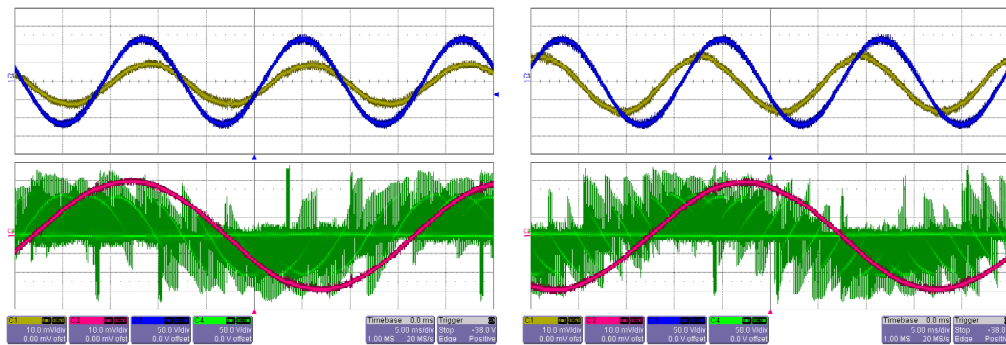 C1 C2 C3 C4 Timebase 0.0 ms Trigger
10.0 mV/div 10.0 mV/div 50.0 V/div 50.0 V/div 5.00 ms/div Stop -38.0 V
0.00 mV ofst 0.00 mV ofst 0.0 V ofst 0.0 V ofst 1.00 MS 20 MS/s Edge Positive
C1 C2 C3 C4 Timebase 0.0 ms Trigger
10.0 mV/div 10.0 mV/div 50.0 V/div 50.0 V/div 5.00 ms/div Stop -38.0
0.00 mV ofst 0.00 mV ofst 0.0 V ofst 0.0 V ofst 1.00 MS 20 MS/s Edge Positive